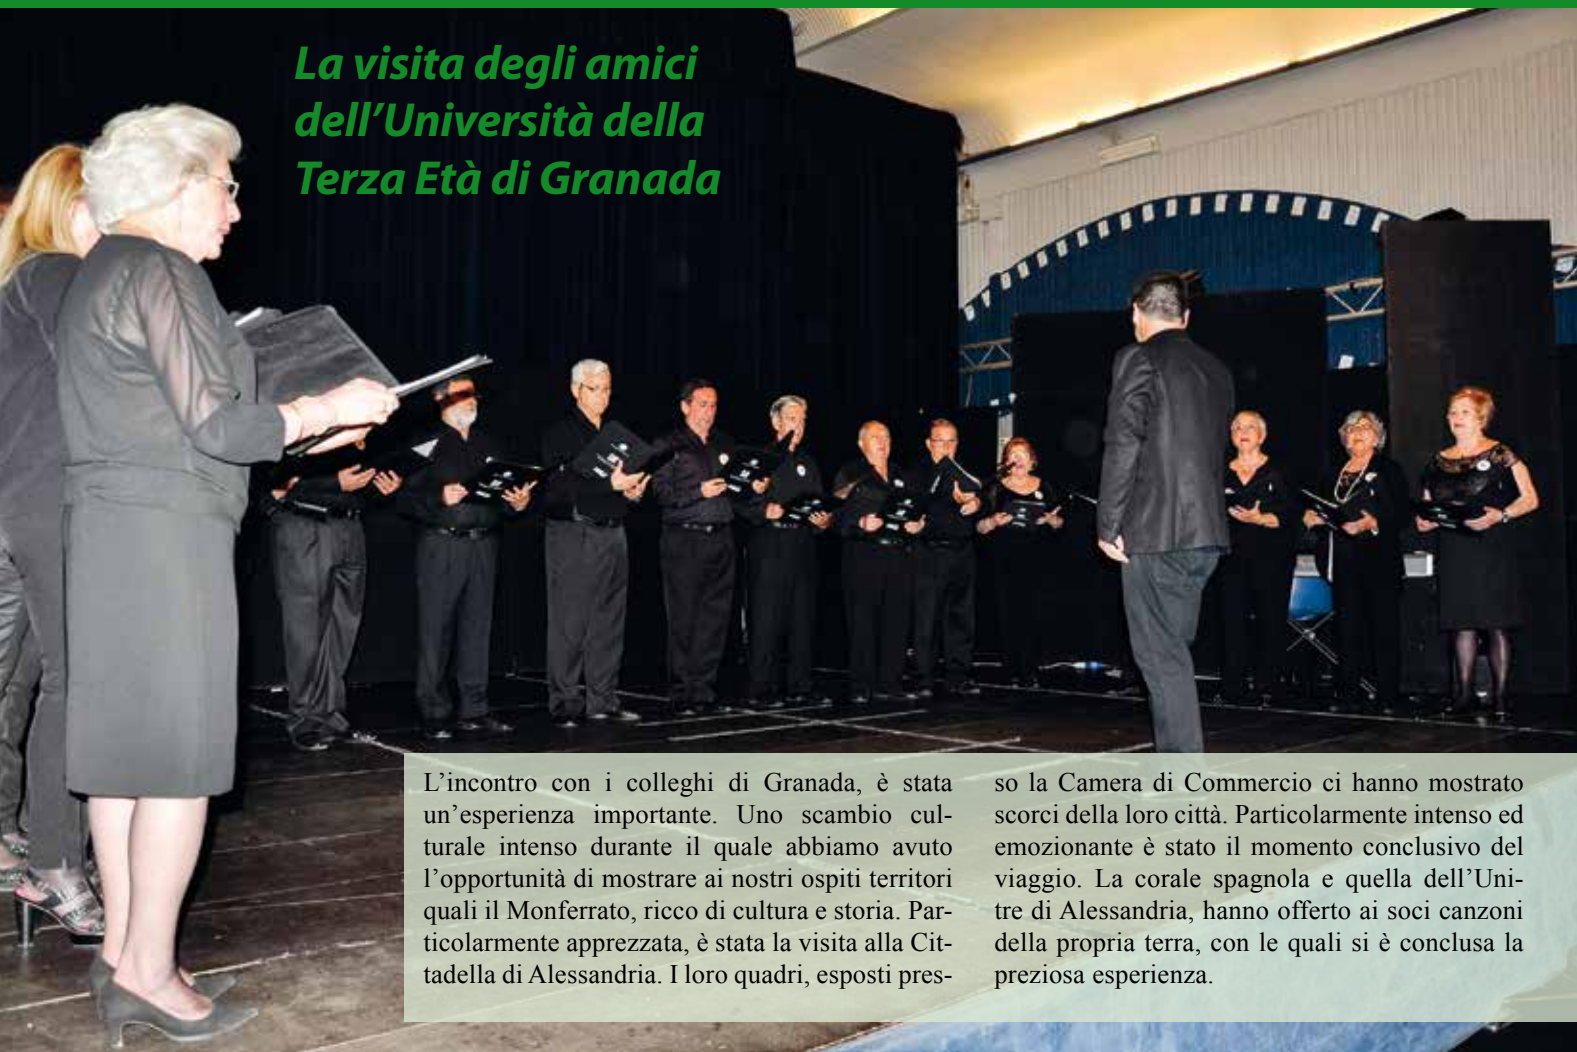 La visita degli amici
dell’Università della
Terza Età di Granada
L’incontro con i colleghi di Granada, è stata
un’esperienza importante. Uno scambio cul-
turale intenso durante il quale abbiamo avuto
l’opportunità di mostrare ai nostri ospiti territori
quali il Monferrato, ricco di cultura e storia. Par-
ticolarmente apprezzata, è stata la visita alla Cit-
tadella di Alessandria. I loro quadri, esposti pres-
so la Camera di Commercio ci hanno mostrato
scorci della loro città. Particolarmente intenso ed
emozionante è stato il momento conclusivo del
viaggio. La corale spagnola e quella dell’Uni-
tre di Alessandria, hanno offerto ai soci canzoni
della propria terra, con le quali si è conclusa la
preziosa esperienza.